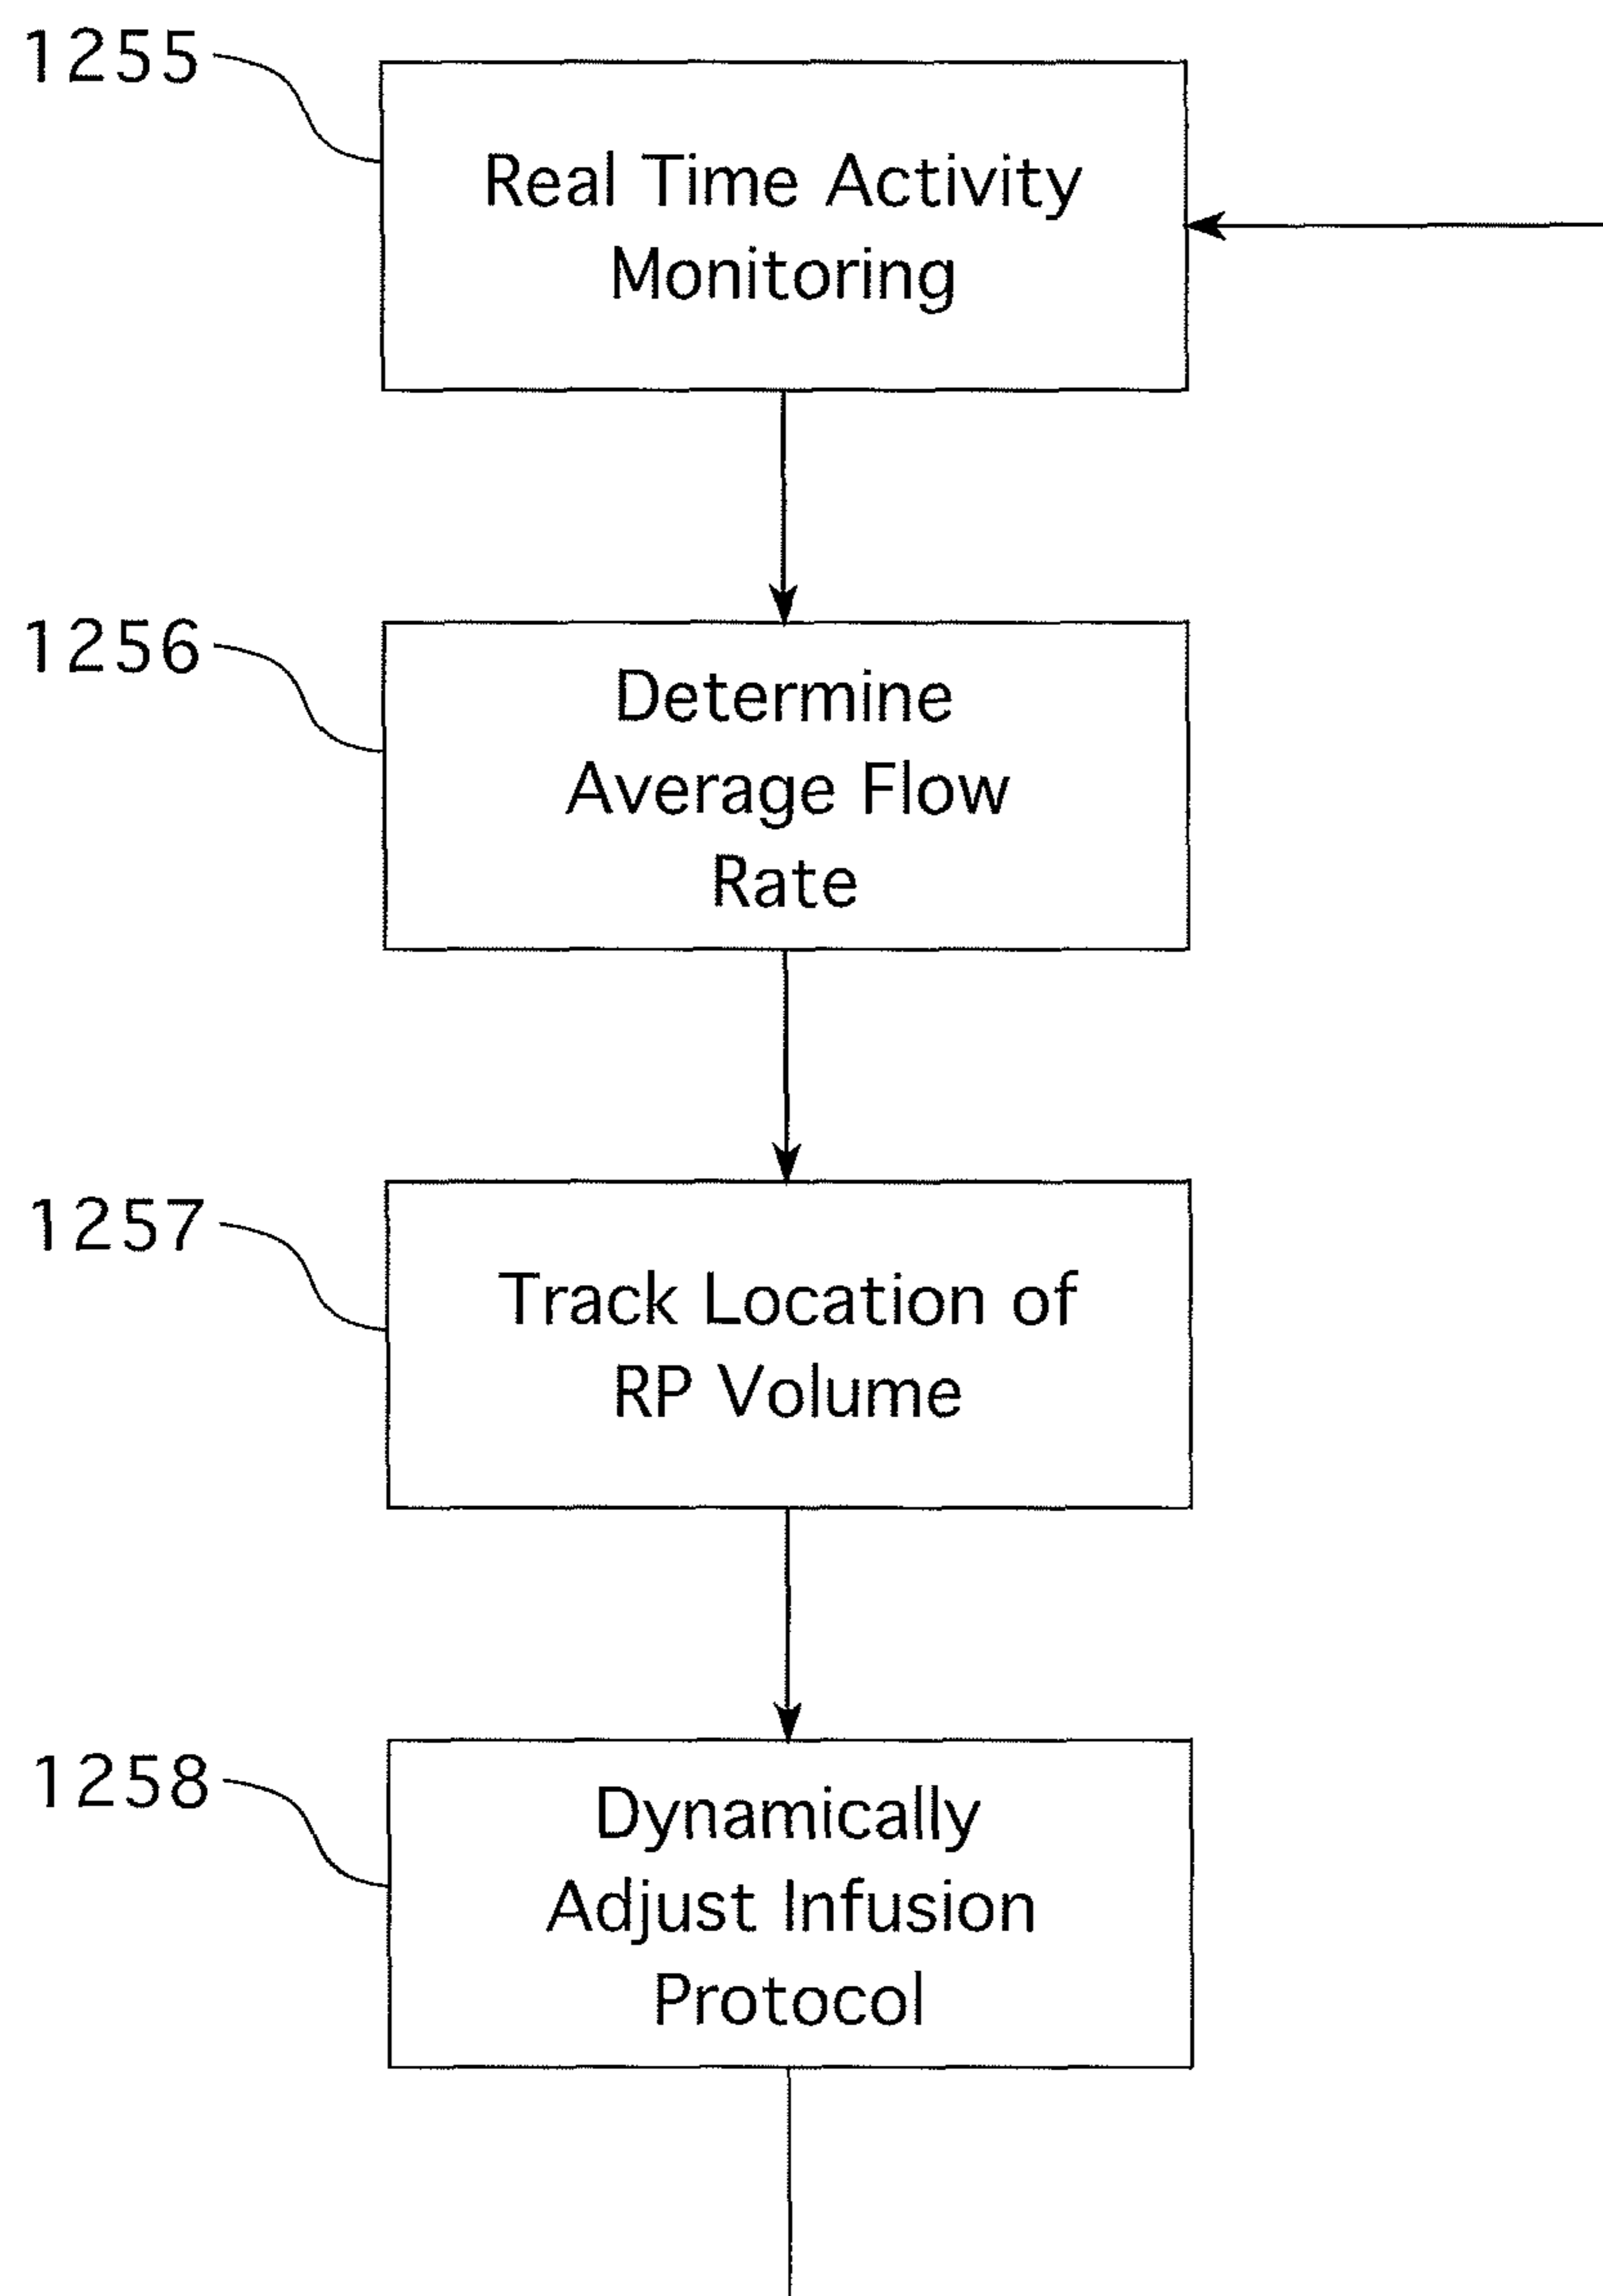 1255
Real Time Activity
Monitoring
1256
Determine
Average Flow
Rate
1257
Track Location of
RP Volume
1258
Dynamically
Adjust Infusion
Protocol